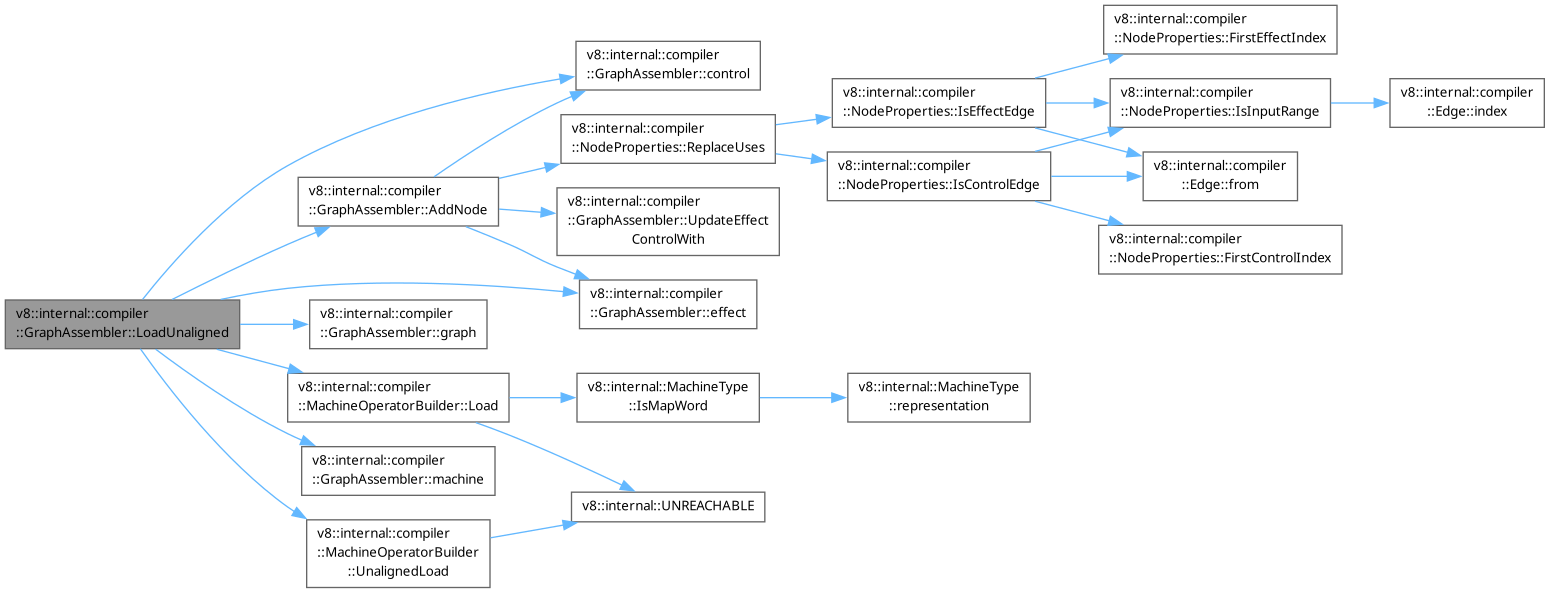 v8::internal::compiler
::GraphAssembler::LoadUnaligned
v8::internal::compiler
::GraphAssembler::control
v8::internal::compiler
::GraphAssembler::AddNode
v8::internal::compiler
::NodeProperties::ReplaceUses
v8::internal::compiler
::GraphAssembler::UpdateEffect
ControlWith
v8::internal::compiler
::GraphAssembler::effect
v8::internal::compiler
::GraphAssembler::graph
v8::internal::compiler
::MachineOperatorBuilder::Load
v8::internal::compiler
::GraphAssembler::machine
v8::internal::compiler
::MachineOperatorBuilder
::UnalignedLoad
v8::internal::MachineType
::IsMapWord
v8::internal::UNREACHABLE
v8::internal::MachineType
::representation
v8::internal::compiler
::NodeProperties::IsEffectEdge
v8::internal::compiler
::NodeProperties::IsControlEdge
v8::internal::compiler
::NodeProperties::FirstEffectIndex
v8::internal::compiler
::NodeProperties::IsInputRange
v8::internal::compiler
::Edge::from
v8::internal::compiler
::NodeProperties::FirstControlIndex
v8::internal::compiler
::Edge::index